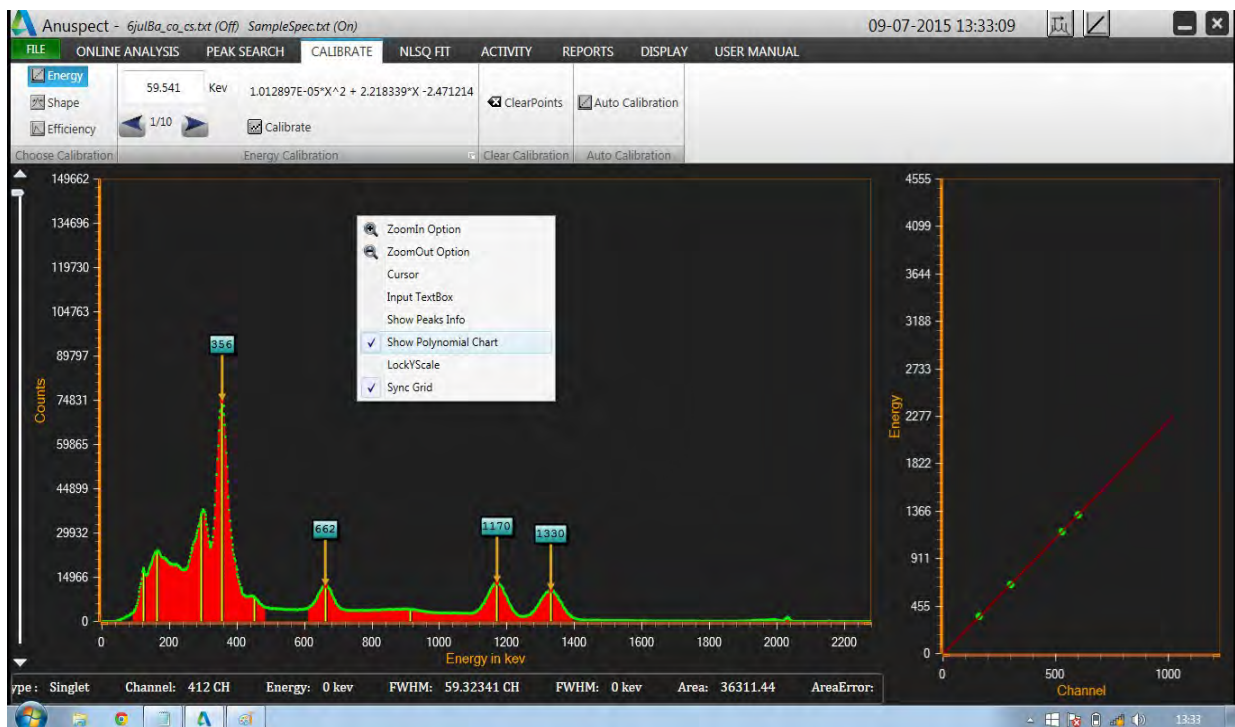 Anuspect - 6julBa_co_cs.txt (Off) SampleSpec.txt (On) 09-07-2015 13:33:09
FILE ONLINE ANALYSIS PEAK SEARCH CALIBRATE NLSQ FIT ACTIVITY REPORTS DISPLAY USER MANUAL
Energy
Shape
Efficiency
Choose Calibration
59.541 Kev 1.012897E-05*X^2 + 2.218339*X -2.471214
1/10 Calibrate
Energy Calibration
ClearPoints
Clear Calibration
Auto Calibration
Auto Calibration
149662
134696
119730
104763
89797
74831
59865
44899
29932
14966
0
Counts
0 200 400 600 800 1000 1200 1400 1600 1800 2000 2200
Energy in kev
356
662
1170
1330
ZoomIn Option
ZoomOut Option
Cursor
Input TextBox
Show Peaks Info
Show Polynomial Chart
LockYScale
Sync Grid
4555
4099
3644
3188
2733
2277
1822
1366
911
455
0
Energy
0 500 1000
Channel
ype : Singlet Channel: 412 CH Energy: 0 kev FWHM: 59.32341 CH FWHM: 0 kev Area: 36311.44 AreaError:
13:33